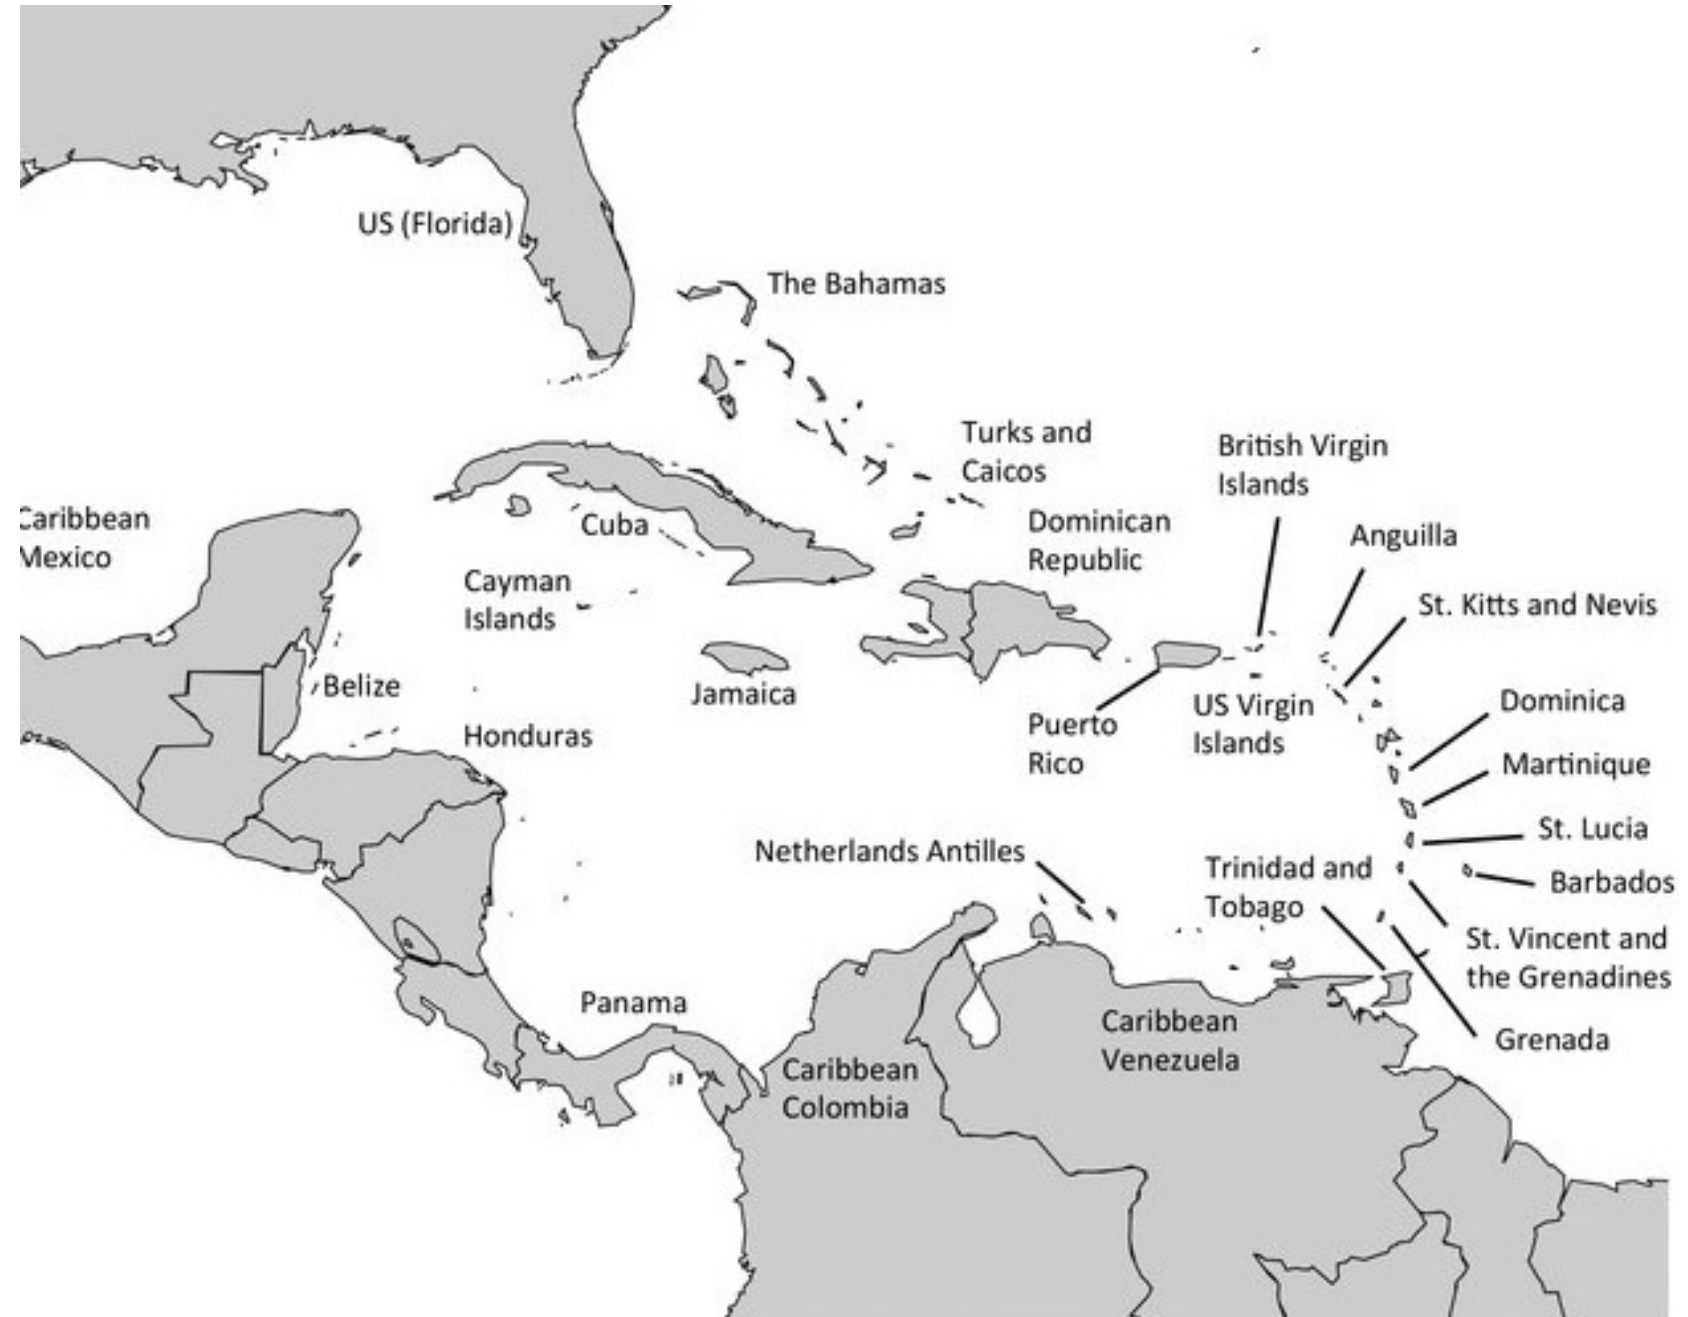 US (Florida)
The Bahamas
Turks and
Caicos
British Virgin
Islands
Caribbean
Mexico
Cuba
Dominican
Republic
Anguilla
Cayman
Islands
St. Kitts and Nevis
Belize
Jamaica
Honduras
Puerto
Rico
US Virgin
Islands
Dominica
Martinique
St. Lucia
Netherlands Antilles
Trinidad and
Tobago
Barbados
St. Vincent and
the Grenadines
Panama
Caribbean
Venezuela
Grenada
Caribbean
Colombia